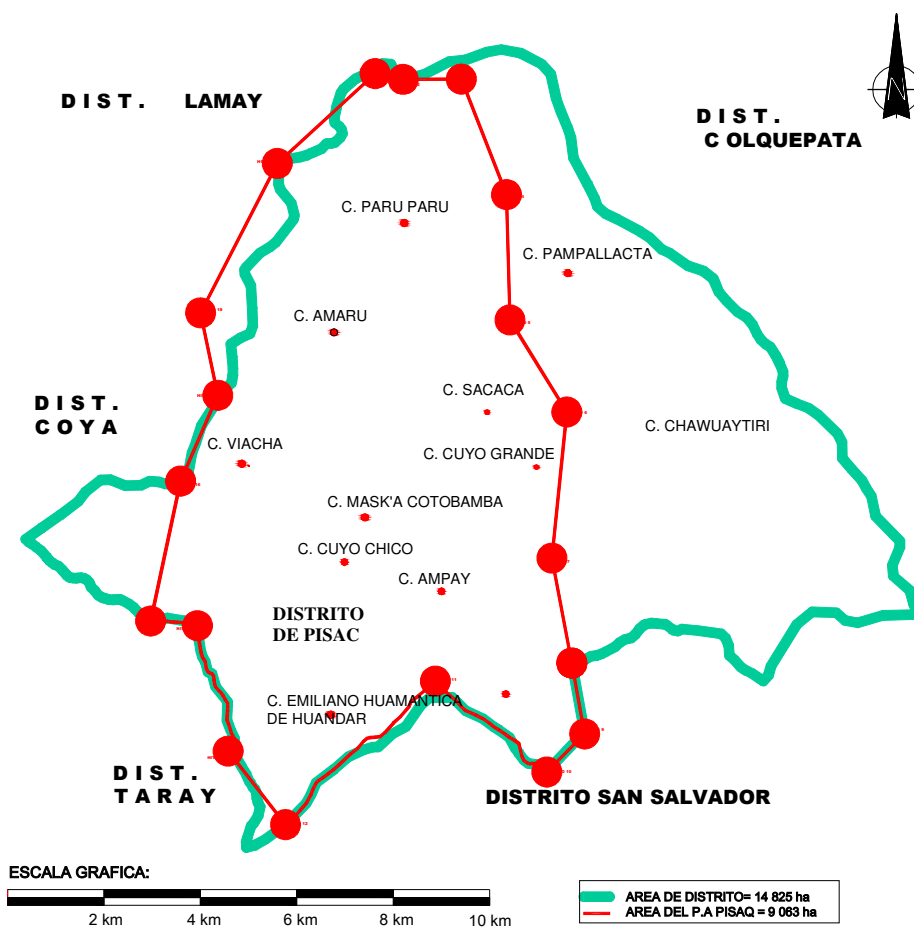 DIST. LAMAY
DIST.
COLQUEPATA
N
C. PARU PARU
C. PAMPALLACTA
C. AMARU
DIST.
COYA
C. SACACA
C. CHAWUAYTIRI
C. VIACHA
C. CUYO GRANDE
C. MASK'A COTOBAMBA
C. CUYO CHICO
C. AMPAY
DISTRITO
DE PISAC
C. EMILIANO HUAMANTICA
DE HUANDAR
DIST.
TARAY
DISTRITO SAN SALVADOR
ESCALA GRAFICA:
2 km 4 km 6 km 8 km 10 km
AREA DE DISTRITO= 14 825 ha
AREA DEL P.A PISAQ = 9 063 ha